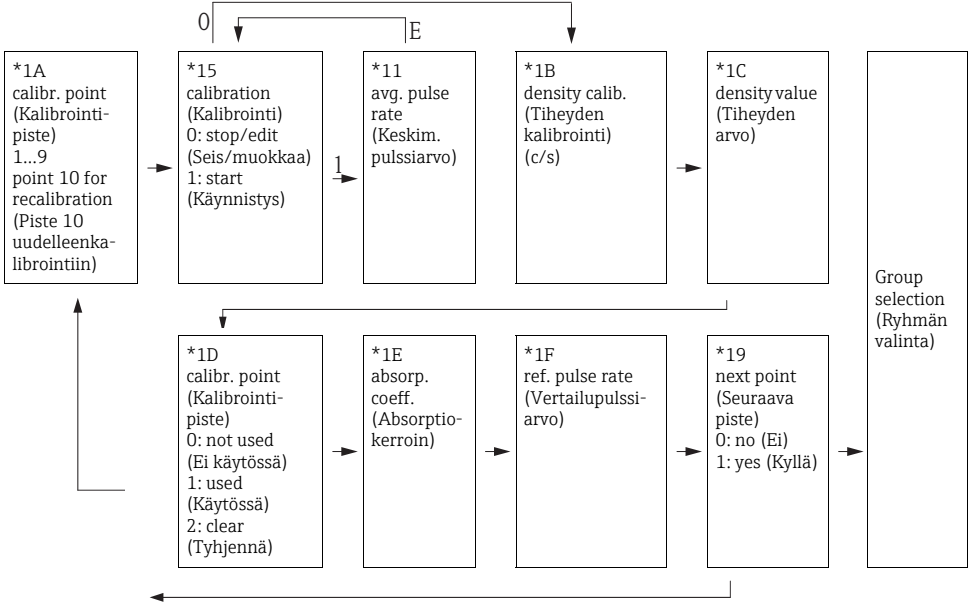 0
E
*1A
calibr. point
(Kalibrointi-
piste)
1...9
point 10 for
recalibration
(Piste 10
uudelleenka-
librointiin)
*15
calibration
(Kalibrointi)
0: stop/edit
(Seis/muokkaa)
1: start
(Käynnistys)
1
*11
avg. pulse
rate
(Keskim.
pulssiarvo)
*1B
density calib.
(Tiheyden
kalibrointi)
(c/s)
*1C
density value
(Tiheyden
arvo)
*1D
calibr. point
(Kalibrointi-
piste)
0: not used
(Ei käytössä)
1: used
(Käytössä)
2: clear
(Tyhjennä)
*1E
absorp.
coeff.
(Absorptio-
kerroin)
*1F
ref. pulse rate
(Vertailupulssi-
arvo)
*19
next point
(Seuraava
piste)
0: no (Ei)
1: yes (Kyllä)
Group
selection
(Ryhmän
valinta)